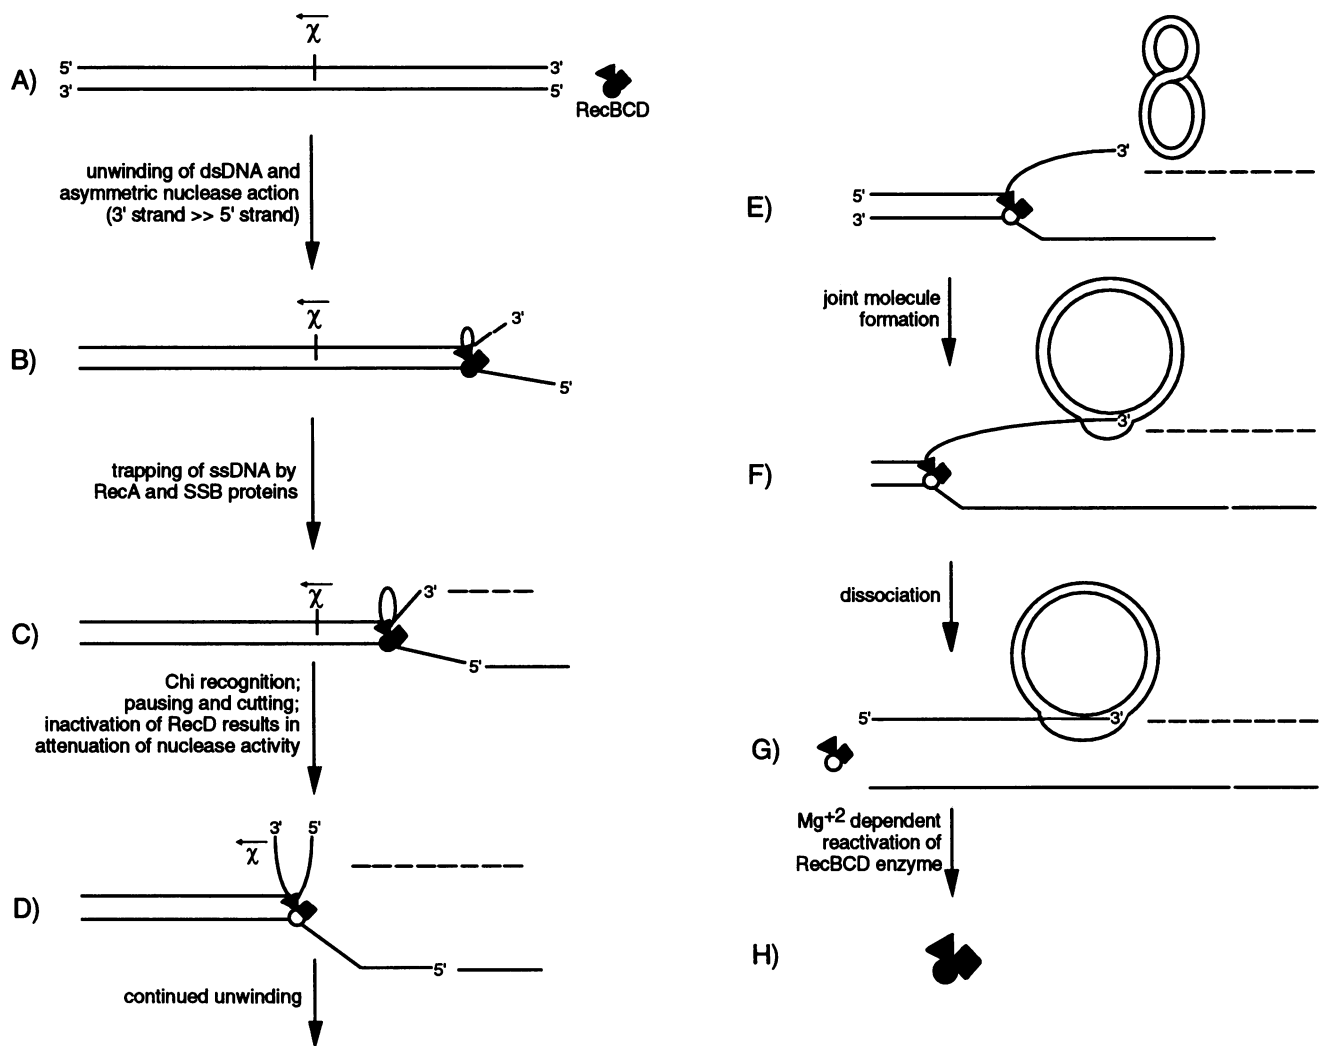 χ
A)
5'
3'
3'
5'
RecBCD
unwinding of dsDNA and
asymmetric nuclease action
(3' strand >> 5' strand)
χ
B)
3'
5'
trapping of ssDNA by
RecA and SSB proteins
χ
C)
3'
5'
Chi recognition;
pausing and cutting;
inactivation of RecD results in
attenuation of nuclease activity
3'
5'
χ
D)
5'
continued unwinding
3'
E)
5'
3'
joint molecule
formation
3'
F)
dissociation
5'
3'
G)
Mg+2 dependent
reactivation of
RecBCD enzyme
H)